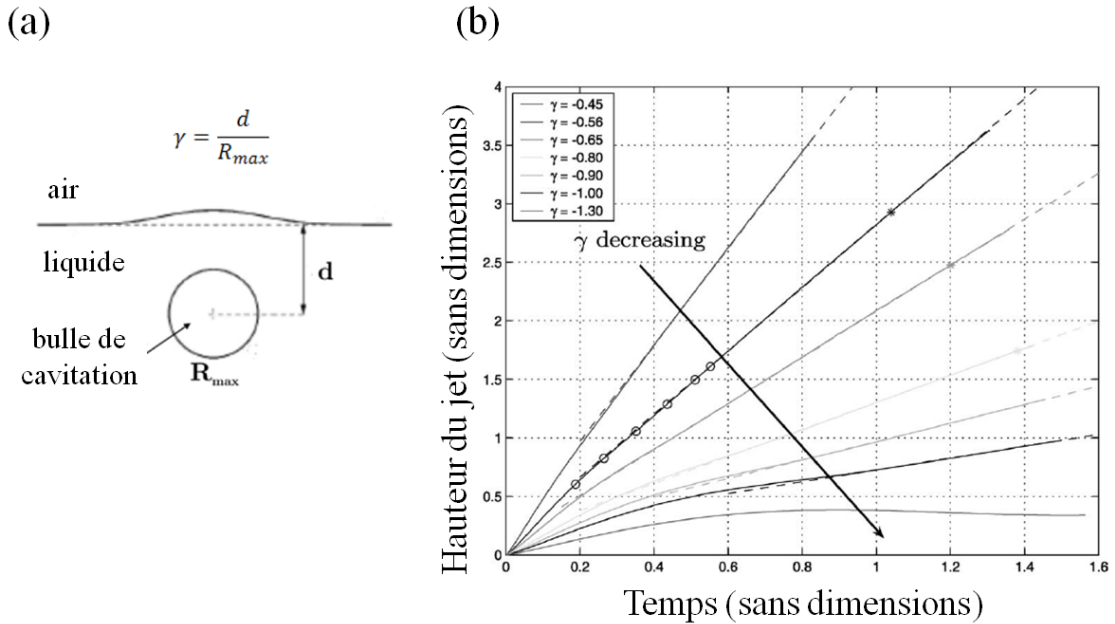 (a)
γ = d / R_max
air
liquide
d
bulle de
cavitation
R_max
(b)
Hauteur du jet (sans dimensions)
4
3.5
3
2.5
2
1.5
1
0.5
0
γ = -0.45
γ = -0.56
γ = -0.65
γ = -0.80
γ = -0.90
γ = -1.00
γ = -1.30
γ decreasing
0 0.2 0.4 0.6 0.8 1 1.2 1.4 1.6
Temps (sans dimensions)